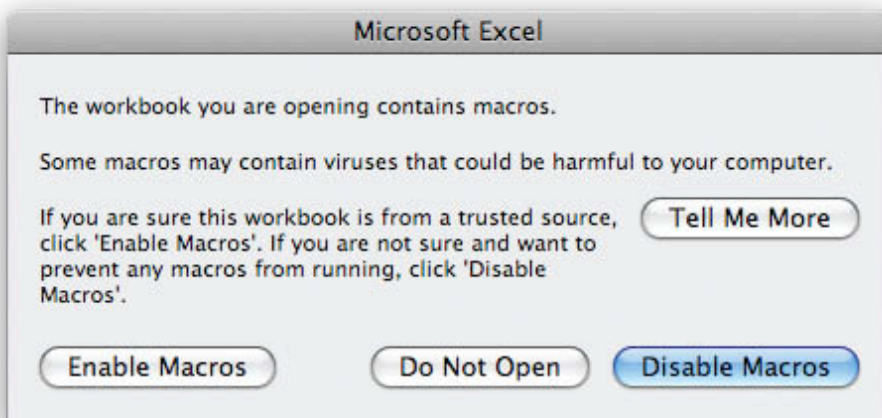 Microsoft Excel
The workbook you are opening contains macros.
Some macros may contain viruses that could be harmful to your computer.
If you are sure this workbook is from a trusted source,
click 'Enable Macros'. If you are not sure and want to
prevent any macros from running, click 'Disable
Macros'.
Tell Me More
Enable Macros
Do Not Open
Disable Macros